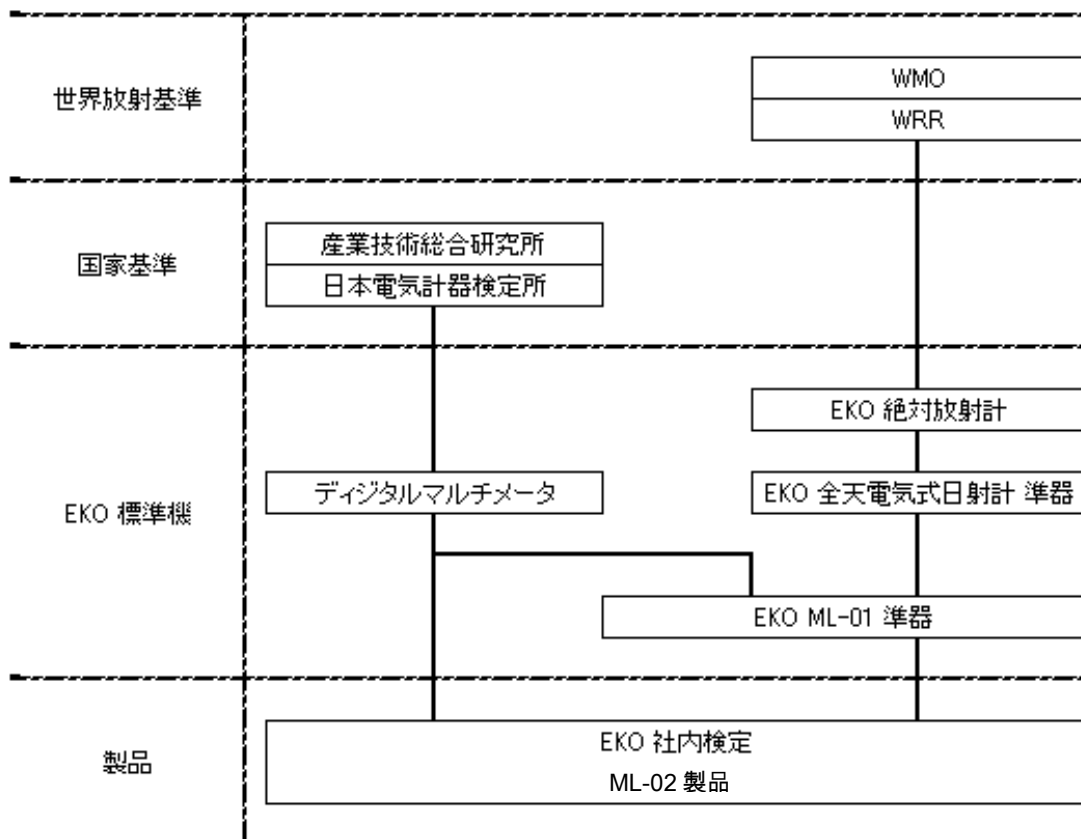 世界放射基準
WMO
WRR
国家基準
産業技術総合研究所
日本電気計器検定所
EKO 標準機
EKO 絶対放射計
ディジタルマルチメータ
EKO 全天電気式日射計 準器
EKO ML-01 準器
製品
EKO 社内検定
ML-02 製品